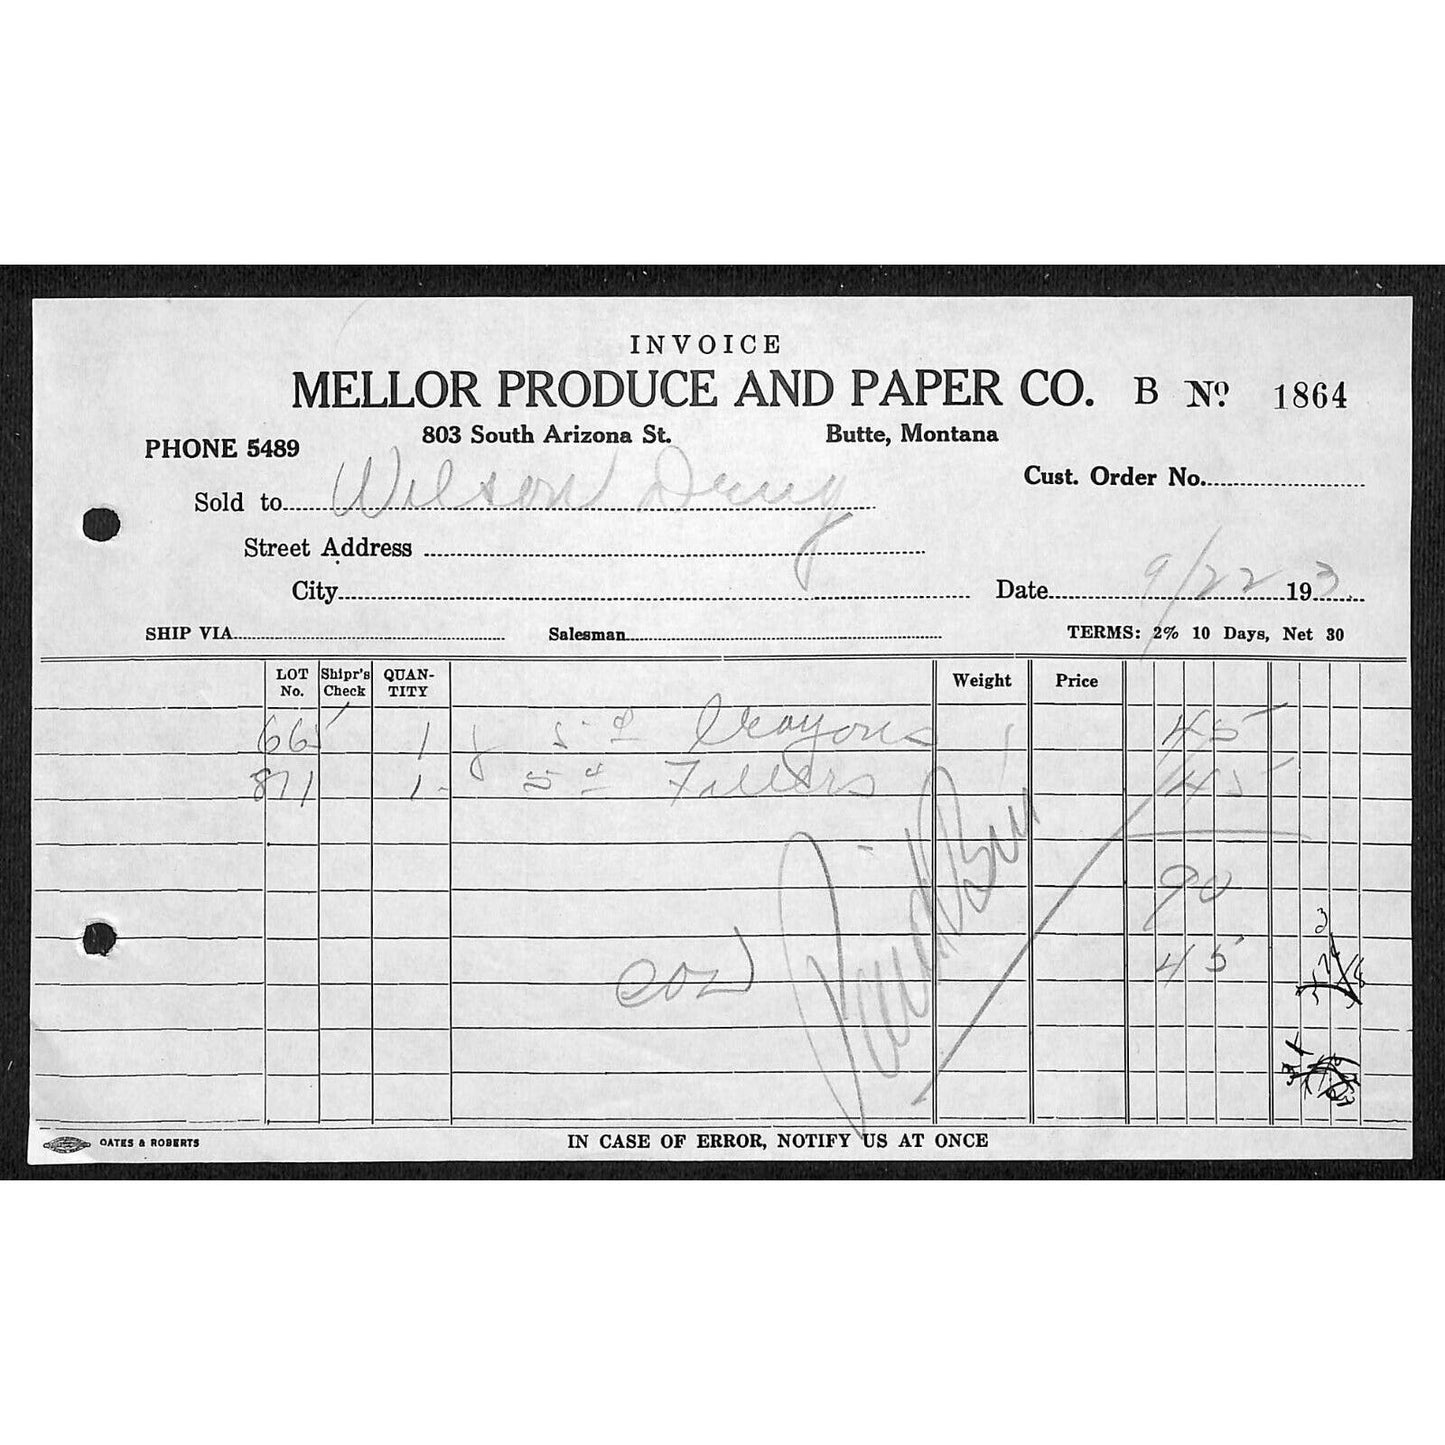 INVOICE
MELLOR PRODUCE AND PAPER CO. B Nº 1864
803 South Arizona St. Butte, Montana
PHONE 5489
Cust. Order No.
Sold to Wilson Drug
Street Address
City
Date 9/22 193
SHIP VIA
Salesman
TERMS: 2% 10 Days, Net 30
LOT No. Shipr's Check QUANTITY Weight Price
665 1 5¢ Crayons 45
871 1 5¢ Fillers 45
90
45
OATES & ROBERTS
IN CASE OF ERROR, NOTIFY US AT ONCE